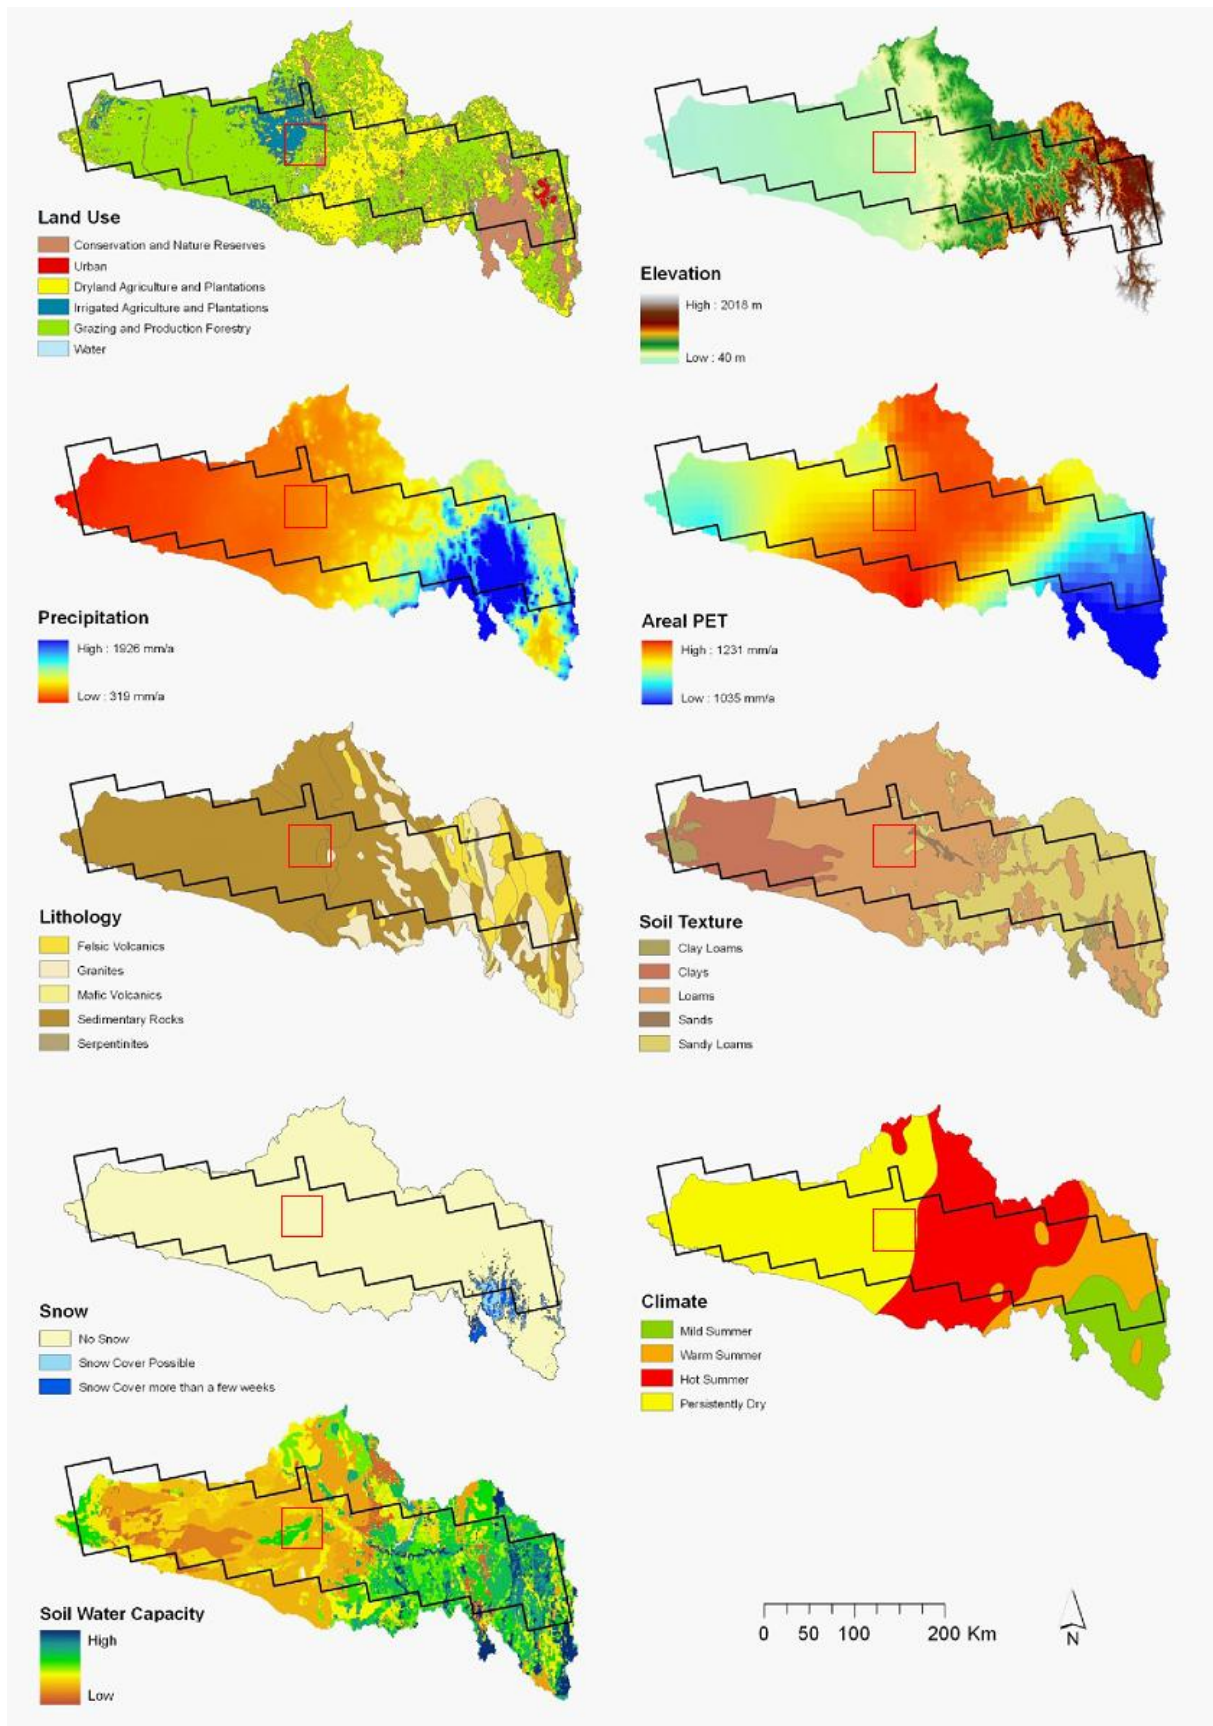 Land Use
Conservation and Nature Reserves
Urban
Dryland Agriculture and Plantations
Irrigated Agriculture and Plantations
Grazing and Production Forestry
Water
Elevation
High : 2018 m
Low : 40 m
Precipitation
High : 1926 mm/a
Low : 319 mm/a
Areal PET
High : 1231 mm/a
Low : 1035 mm/a
Lithology
Felsic Volcanics
Granites
Mafic Volcanics
Sedimentary Rocks
Serpentinites
Soil Texture
Clay Loams
Clays
Loams
Sands
Sandy Loams
Snow
No Snow
Snow Cover Possible
Snow Cover more than a few weeks
Climate
Mild Summer
Warm Summer
Hot Summer
Persistently Dry
Soil Water Capacity
High
Low
0 50 100 200 Km
N